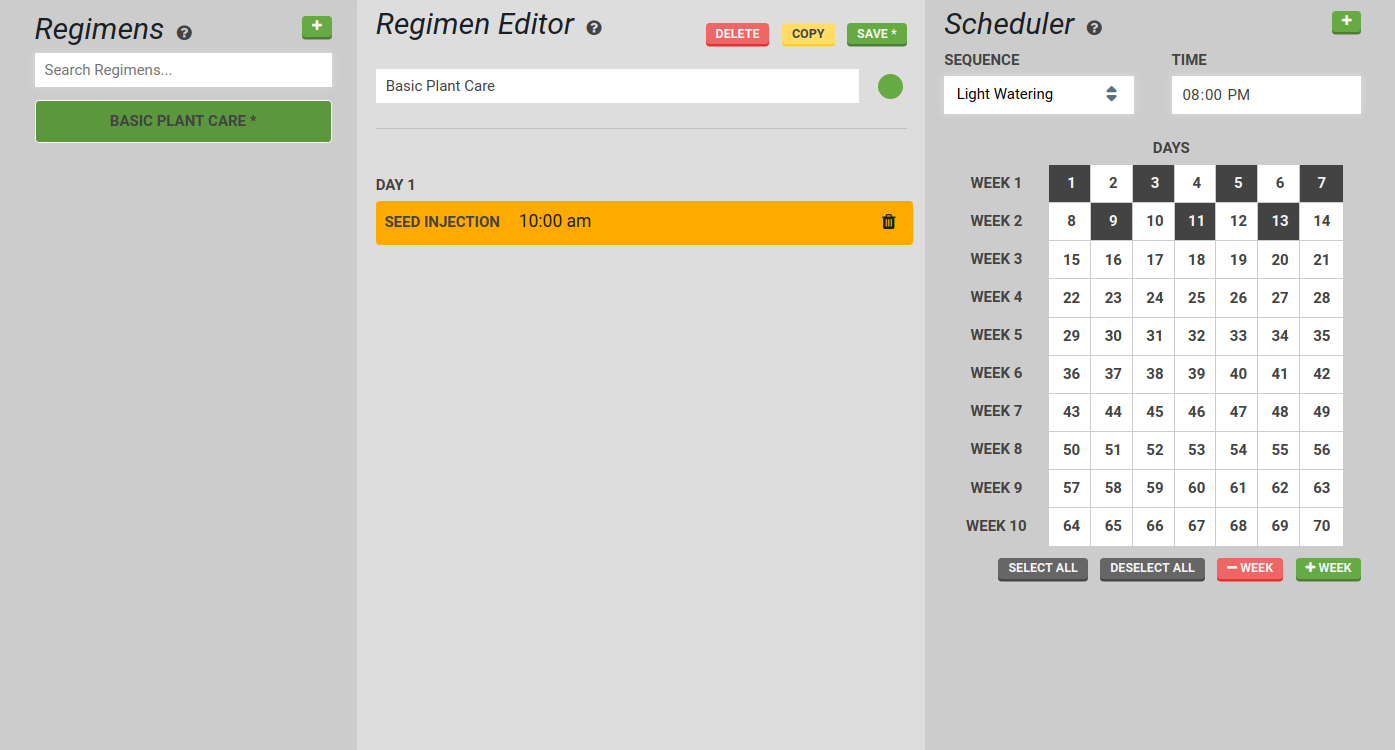 Regimens ?
+
Search Regimens...
BASIC PLANT CARE *
Regimen Editor ?
DELETE
COPY
SAVE *
Basic Plant Care
DAY 1
SEED INJECTION 10:00 am
Scheduler ?
+
SEQUENCE TIME
Light Watering 08:00 PM
DAYS
WEEK 1 1 2 3 4 5 6 7
WEEK 2 8 9 10 11 12 13 14
WEEK 3 15 16 17 18 19 20 21
WEEK 4 22 23 24 25 26 27 28
WEEK 5 29 30 31 32 33 34 35
WEEK 6 36 37 38 39 40 41 42
WEEK 7 43 44 45 46 47 48 49
WEEK 8 50 51 52 53 54 55 56
WEEK 9 57 58 59 60 61 62 63
WEEK 10 64 65 66 67 68 69 70
SELECT ALL DESELECT ALL − WEEK + WEEK